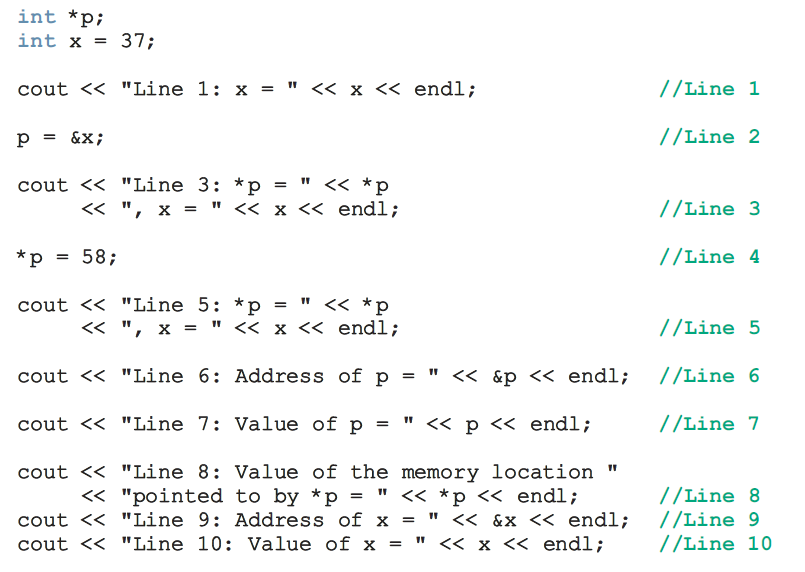 int *p;
int x = 37;
cout << "Line 1: x = " << x << endl; //Line 1
p = &x; //Line 2
cout << "Line 3: *p = " << *p
<< ", x = " << x << endl; //Line 3
*p = 58; //Line 4
cout << "Line 5: *p = " << *p
<< ", x = " << x << endl; //Line 5
cout << "Line 6: Address of p = " << &p << endl; //Line 6
cout << "Line 7: Value of p = " << p << endl; //Line 7
cout << "Line 8: Value of the memory location "
<< "pointed to by *p = " << *p << endl; //Line 8
cout << "Line 9: Address of x = " << &x << endl; //Line 9
cout << "Line 10: Value of x = " << x << endl; //Line 10